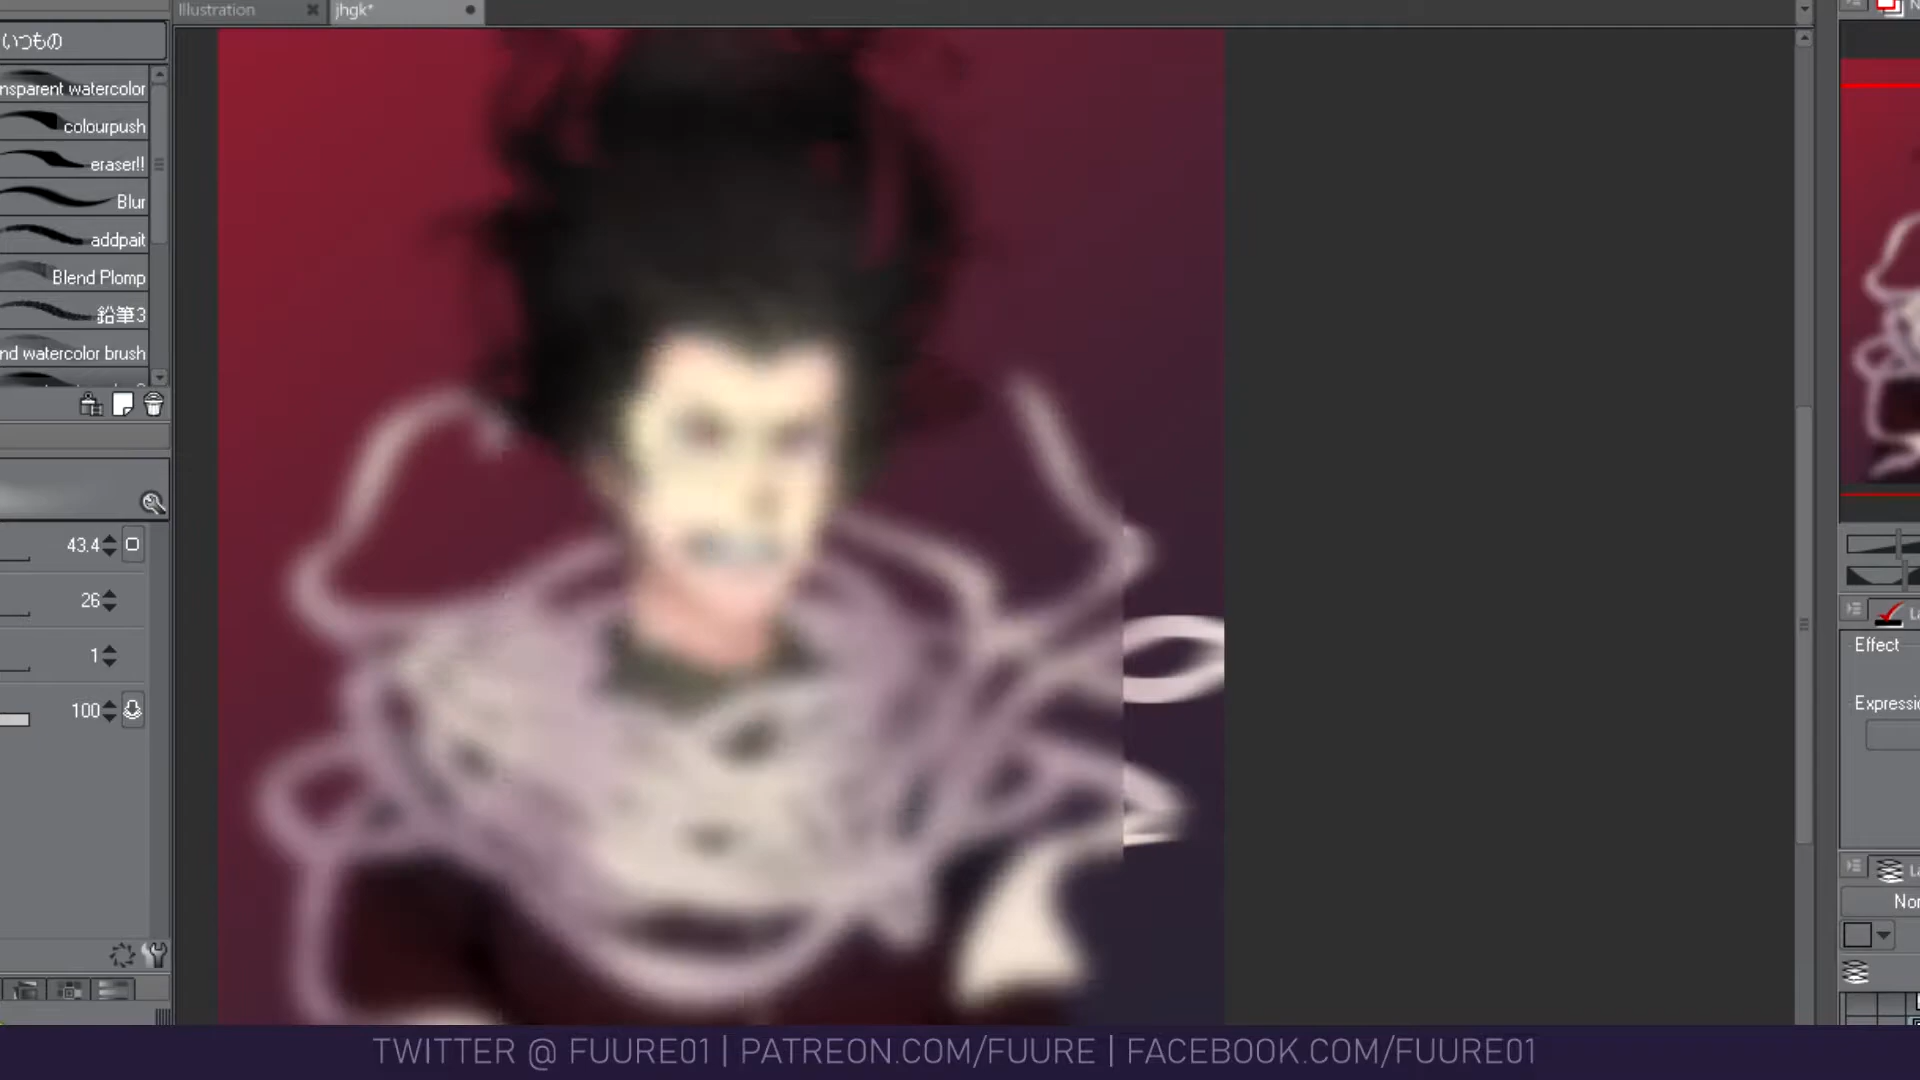 Illustration
jhgk*
いつもの
nsparent watercolor
colourpush
eraser!!
Blur
addpait
Blend Plomp
鉛筆3
nd watercolor brush
43.4
26
1
100
Effect
Expressio
Nor
TWITTER @ FUURE01 | PATREON.COM/FUURE | FACEBOOK.COM/FUURE01